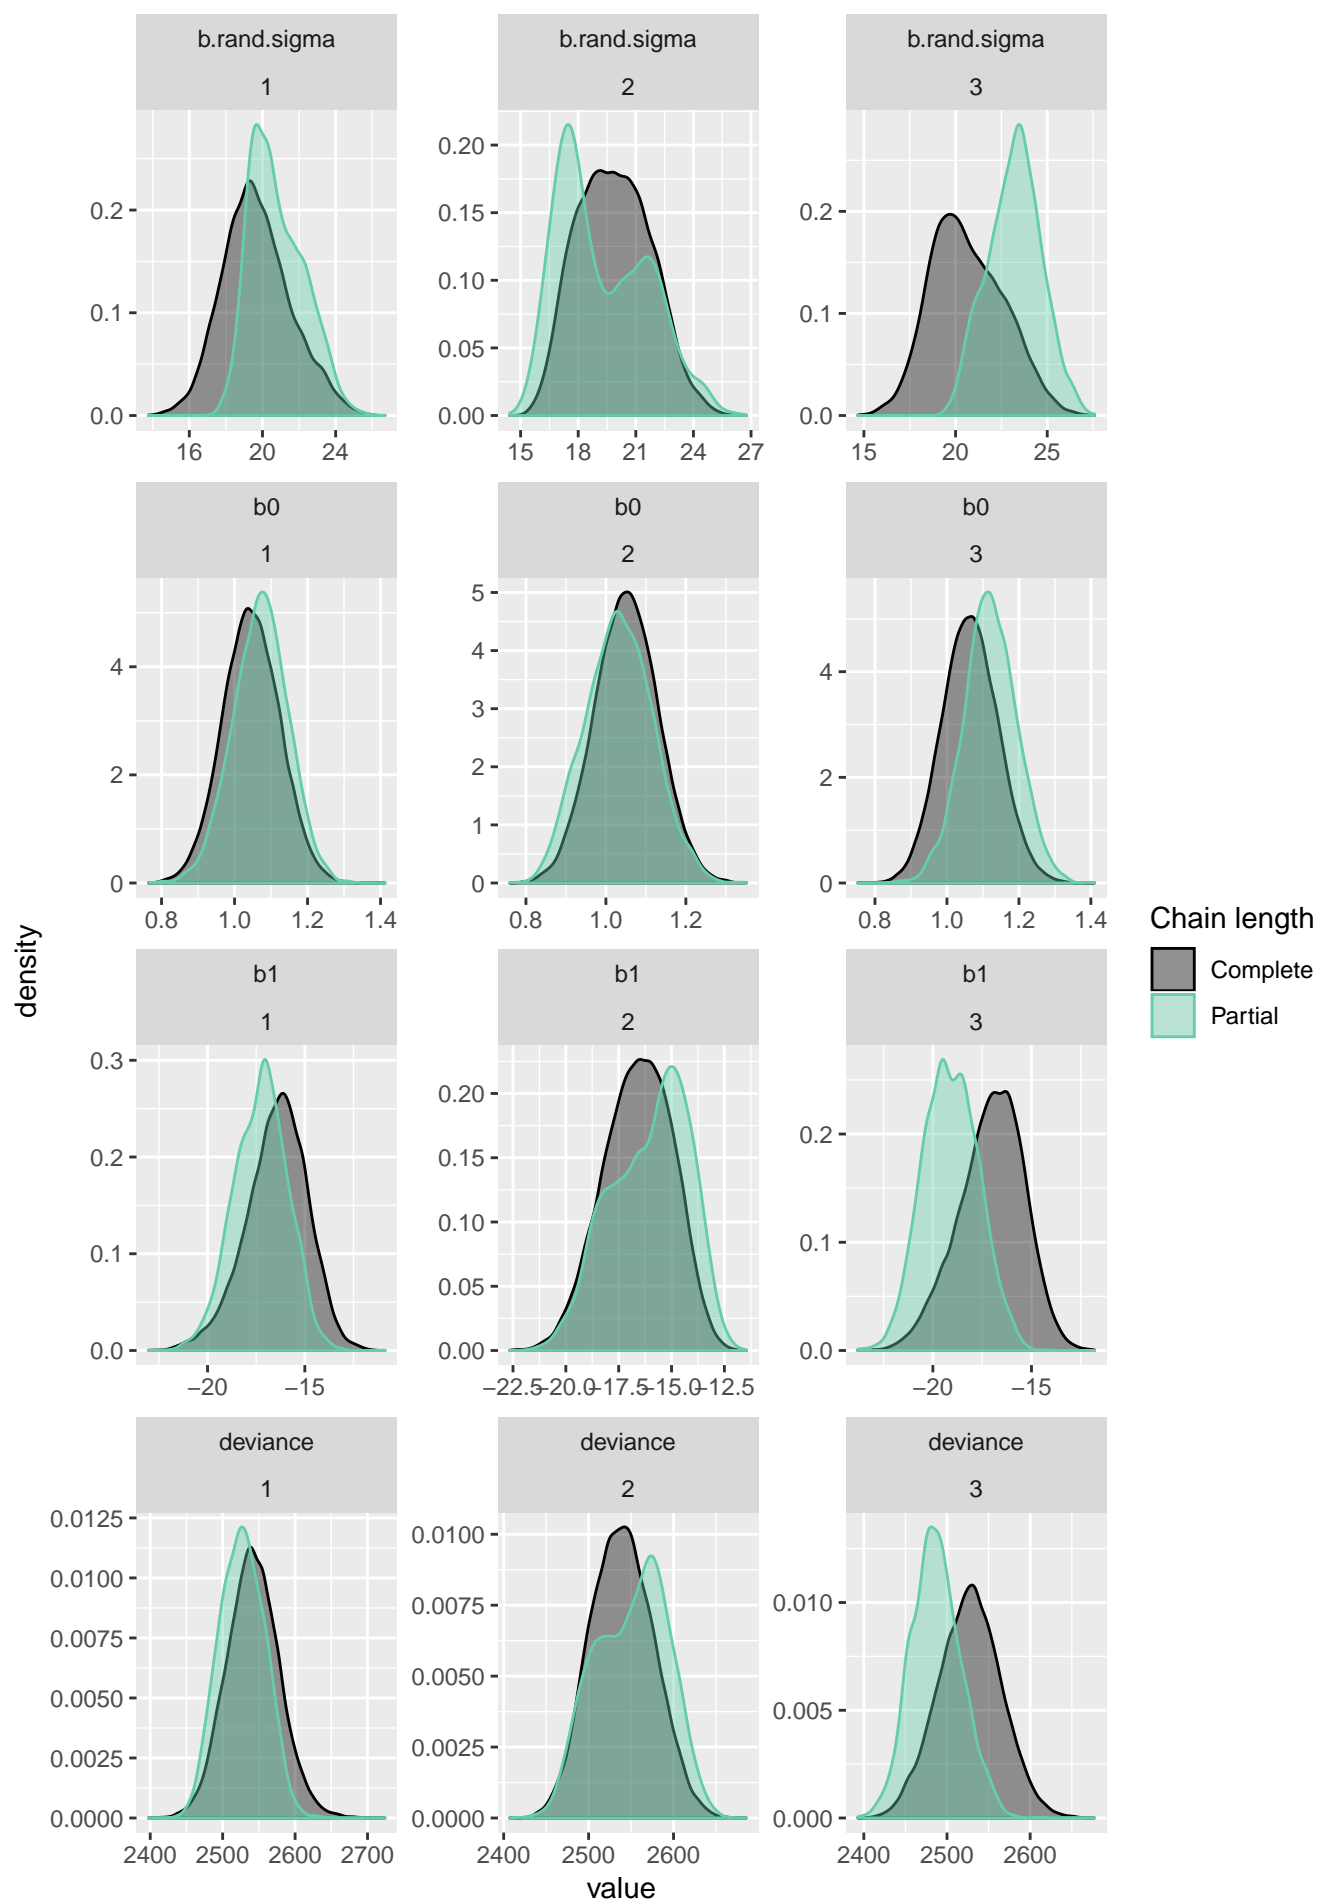 b.rand.sigma b.rand.sigma b.rand.sigma
1 2 3
0.2
0.1
0.0
16 20 24
0.20
0.15
0.10
0.05
0.00
15 18 21 24 27
0.2
0.1
0.0
15 20 25
b0 b0 b0
1 2 3
4
2
0
0.8 1.0 1.2 1.4
5
4
3
2
1
0
0.8 1.0 1.2
4
2
0
0.8 1.0 1.2 1.4
b1 b1 b1
1 2 3
0.3
0.2
0.1
0.0
−20 −15
0.20
0.15
0.10
0.05
0.00
−22.5 −20.0 −17.5 −15.0 −12.5
0.2
0.1
0.0
−20 −15
deviance deviance deviance
1 2 3
0.0125
0.0100
0.0075
0.0050
0.0025
0.0000
2400 2500 2600 2700
0.0100
0.0075
0.0050
0.0025
0.0000
2400 2500 2600
0.010
0.005
0.000
2400 2500 2600
value
density
Chain length
Complete
Partial